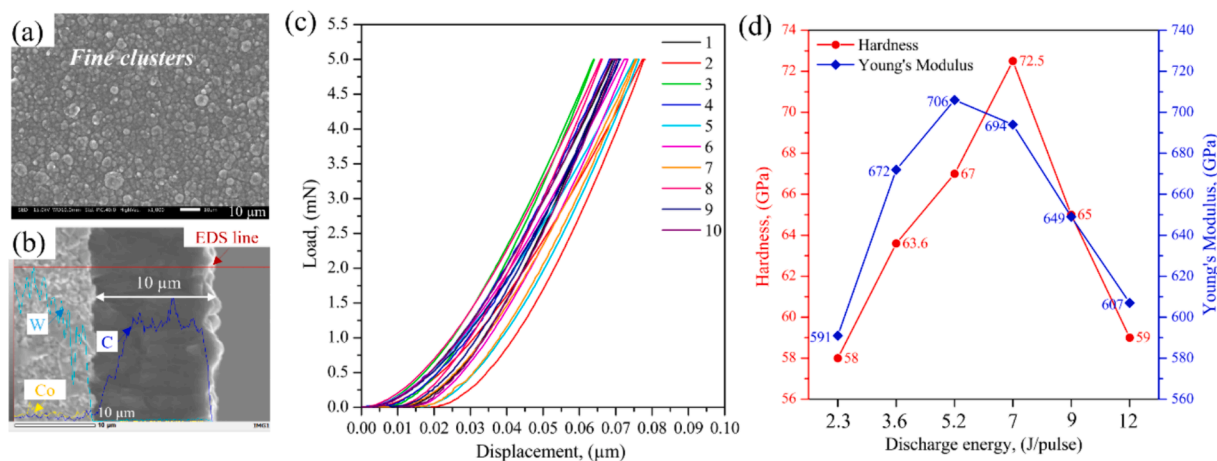 (a)
Fine clusters
10 µm
(b)
EDS line
10 µm
W
C
Co
10 µm
10 µm
IMG1
(c)
5.5
5.0
4.5
4.0
3.5
3.0
2.5
2.0
1.5
1.0
0.5
0.0
Load, (mN)
1
2
3
4
5
6
7
8
9
10
0.00 0.01 0.02 0.03 0.04 0.05 0.06 0.07 0.08 0.09 0.10
Displacement, (µm)
(d)
74
72
70
68
66
64
62
60
58
56
Hardness, (GPa)
Hardness
Young's Modulus
72.5
706
694
672
67
63.6
65
649
607
591
59
58
740
720
700
680
660
640
620
600
580
560
Young's Modulus, (GPa)
2.3 3.6 5.2 7 9 12
Discharge energy, (J/pulse)